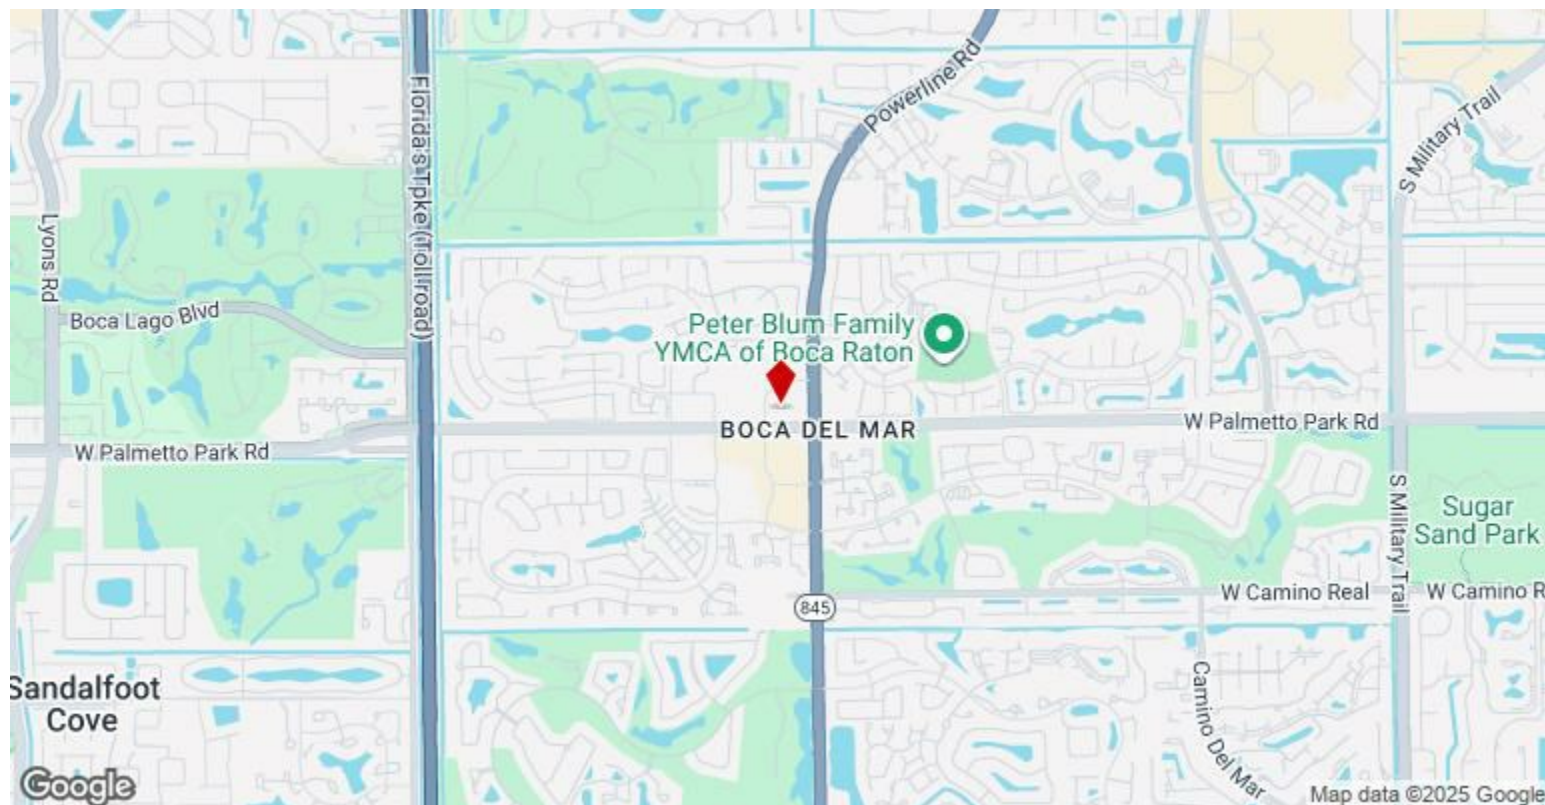 Powerline Rd
S Military Trail
Florida's Tpke (Toll road)
Lyons Rd
Boca Lago Blvd
Peter Blum Family
YMCA of Boca Raton
BOCA DEL MAR
W Palmetto Park Rd
W Palmetto Park Rd
S Military Trail
Sugar
Sand Park
W Camino Real
W Camino R
845
Camino Del Mar
Sandalfoot
Cove
Google
Map data ©2025 Google